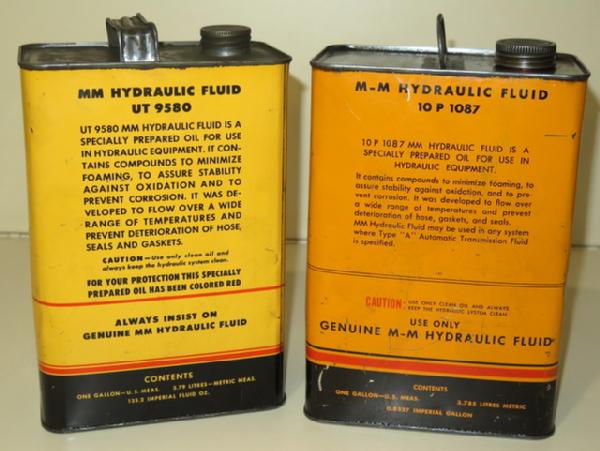 MM HYDRAULIC FLUID
UT 9580
UT 9580 MM HYDRAULIC FLUID IS A
SPECIALLY PREPARED OIL FOR USE
IN HYDRAULIC EQUIPMENT. IT CON-
TAINS COMPOUNDS TO MINIMIZE
FOAMING, TO ASSURE STABILITY
AGAINST OXIDATION AND TO
PREVENT CORROSION. IT WAS DE-
VELOPED TO FLOW OVER A WIDE
RANGE OF TEMPERATURES AND
PREVENT DETERIORATION OF HOSE,
SEALS AND GASKETS.
CAUTION—Use only clean oil and
always keep the hydraulic system clean.
FOR YOUR PROTECTION THIS SPECIALLY
PREPARED OIL HAS BEEN COLORED RED
ALWAYS INSIST ON
GENUINE MM HYDRAULIC FLUID
CONTENTS
ONE GALLON—U.S. MEAS. 3.79 LITRES—METRIC MEAS.
131.2 IMPERIAL FLUID OZ.
M-M HYDRAULIC FLUID
10 P 1087
10 P 1087 MM HYDRAULIC FLUID IS A
SPECIALLY PREPARED OIL FOR USE IN
HYDRAULIC EQUIPMENT.
It contains compounds to minimize foaming, to
assure stability against oxidction, and to pre-
vent corrosion. It was developed to flow over
a wide range of temperatures and prevent
deterioration of hose, gaskets, and seals.
MM Hydraulic Fluid may be used in any system
where Type "A" Automatic Transmission Fluid
is specified.
CAUTION: USE ONLY CLEAN OIL AND ALWAYS
KEEP THE HYDRAULIC SYSTEM CLEAN
USE ONLY
GENUINE M-M HYDRAULIC FLUID
CONTENTS
ONE GALLON—U.S. MEAS. 3.785 LITRES METRIC
0.8327 IMPERIAL GALLON